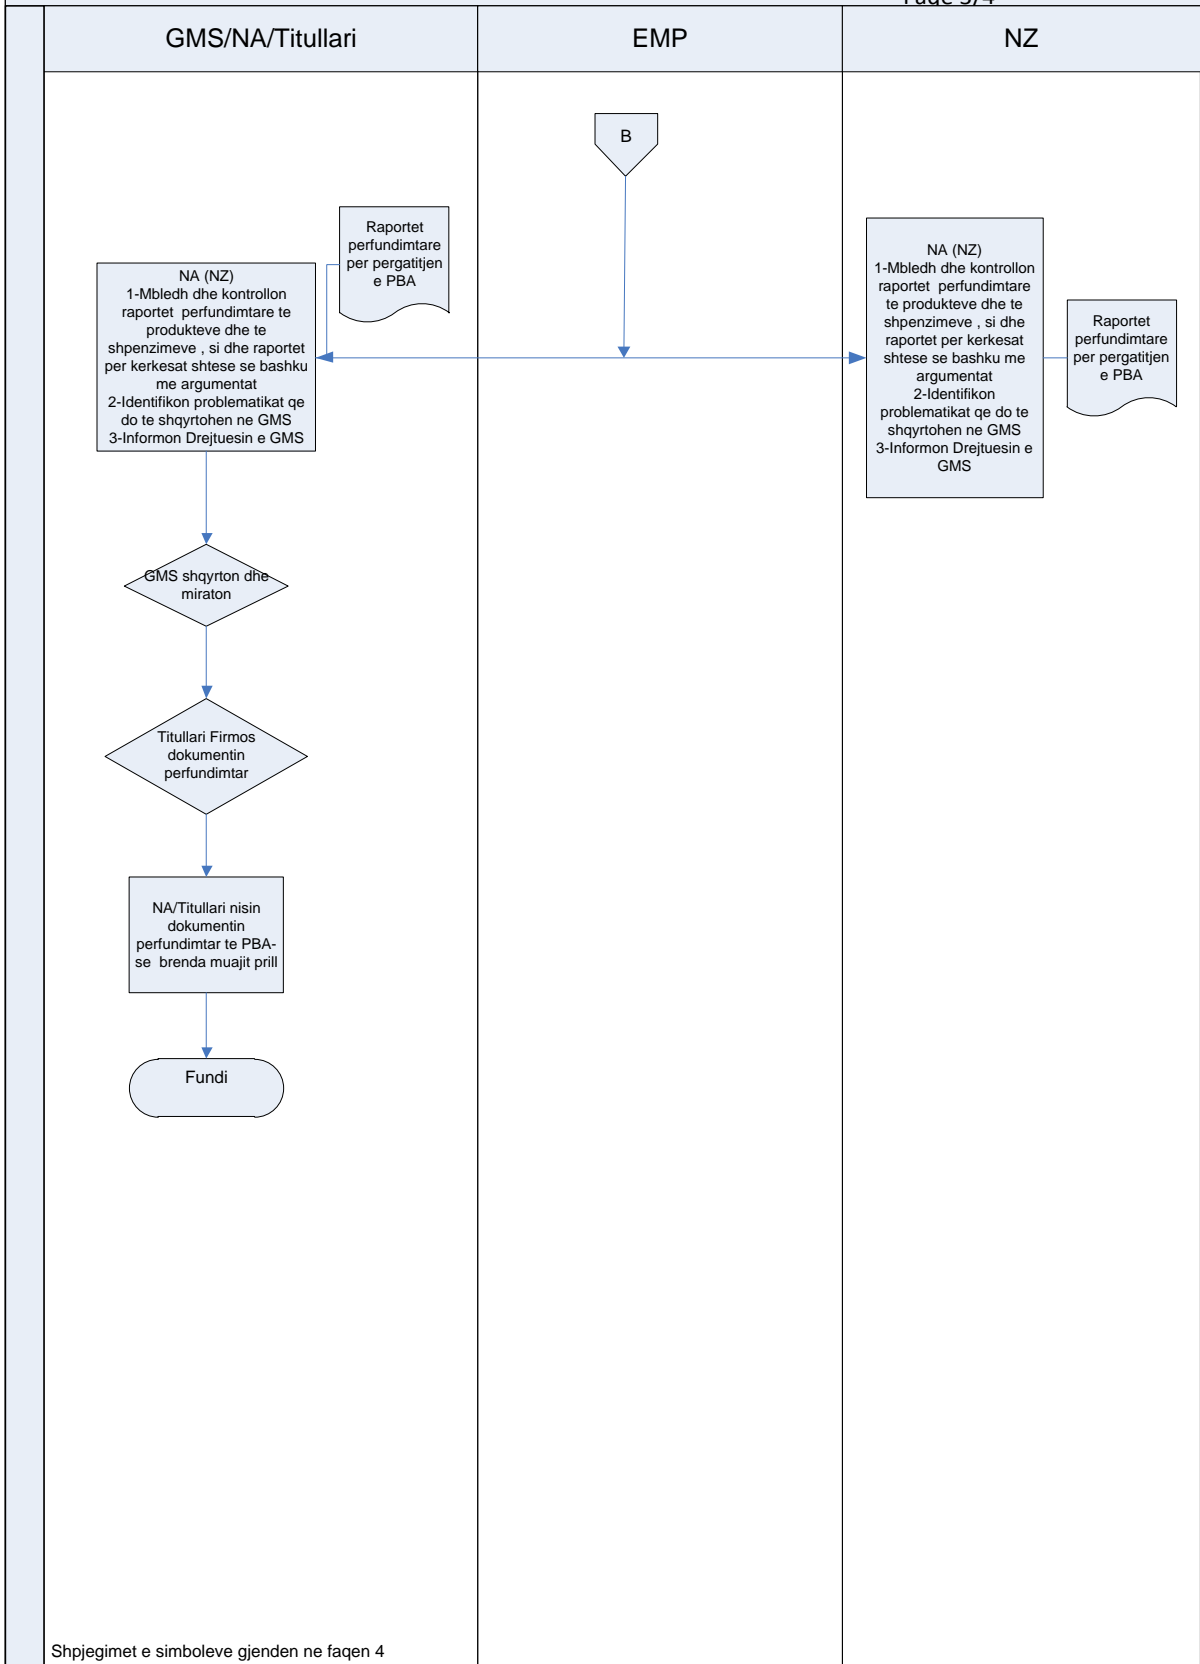 Faqe 3/4
GMS/NA/Titullari
EMP
NZ
B
Raportet
perfundimtare
per pergatitjen
e PBA
NA (NZ)
1-Mbledh dhe kontrollon
raportet perfundimtare te
produkteve dhe te
shpenzimeve , si dhe raportet
per kerkesat shtese se bashku
me argumentat
2-Identifikon problematikat qe
do te shqyrtohen ne GMS
3-Informon Drejtuesin e GMS
NA (NZ)
1-Mbledh dhe kontrollon
raportet perfundimtare
te produkteve dhe te
shpenzimeve , si dhe
raportet per kerkesat
shtese se bashku me
argumentat
2-Identifikon
problematikat qe do te
shqyrtohen ne GMS
3-Informon Drejtuesin e
GMS
Raportet
perfundimtare
per pergatitjen
e PBA
GMS shqyrton dhe
miraton
Titullari Firmos
dokumentin
perfundimtar
NA/Titullari nisin
dokumentin
perfundimtar te PBA-
se brenda muajit prill
Fundi
Shpjegimet e simboleve gjenden ne faqen 4